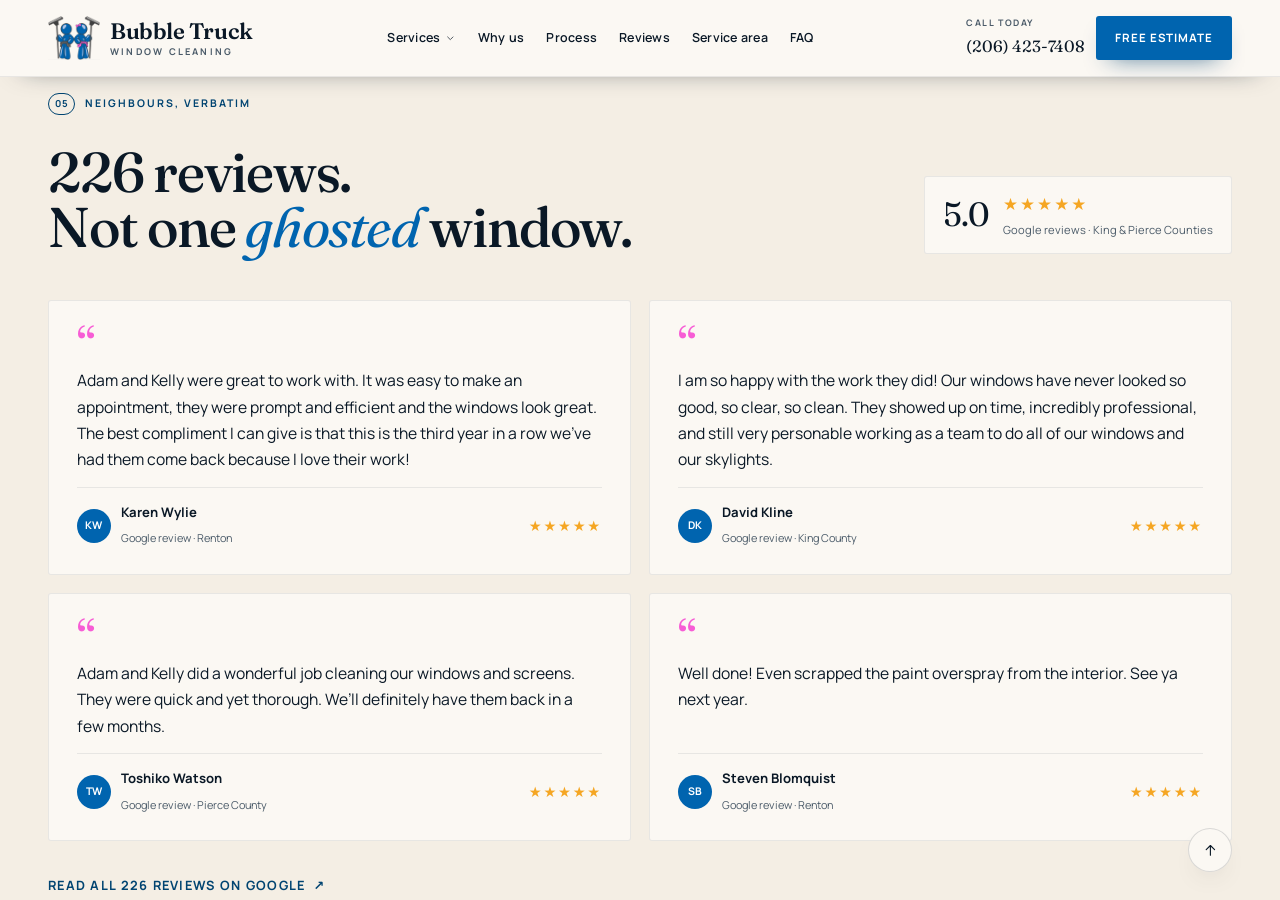 Bubble Truck
WINDOW CLEANING
Services
Why us
Process
Reviews
Service area
FAQ
CALL TODAY
(206) 423-7408
FREE ESTIMATE
05
NEIGHBOURS, VERBATIM
226 reviews.
Not one ghosted window.
5.0
★★★★★
Google reviews · King & Pierce Counties
“
Adam and Kelly were great to work with. It was easy to make an
appointment, they were prompt and efficient and the windows look great.
The best compliment I can give is that this is the third year in a row we’ve
had them come back because I love their work!
KW
Karen Wylie
Google review · Renton
★★★★★
“
I am so happy with the work they did! Our windows have never looked so
good, so clear, so clean. They showed up on time, incredibly professional,
and still very personable working as a team to do all of our windows and
our skylights.
DK
David Kline
Google review · King County
★★★★★
“
Adam and Kelly did a wonderful job cleaning our windows and screens.
They were quick and yet thorough. We’ll definitely have them back in a
few months.
TW
Toshiko Watson
Google review · Pierce County
★★★★★
“
Well done! Even scrapped the paint overspray from the interior. See ya
next year.
SB
Steven Blomquist
Google review · Renton
★★★★★
READ ALL 226 REVIEWS ON GOOGLE ↗
↑